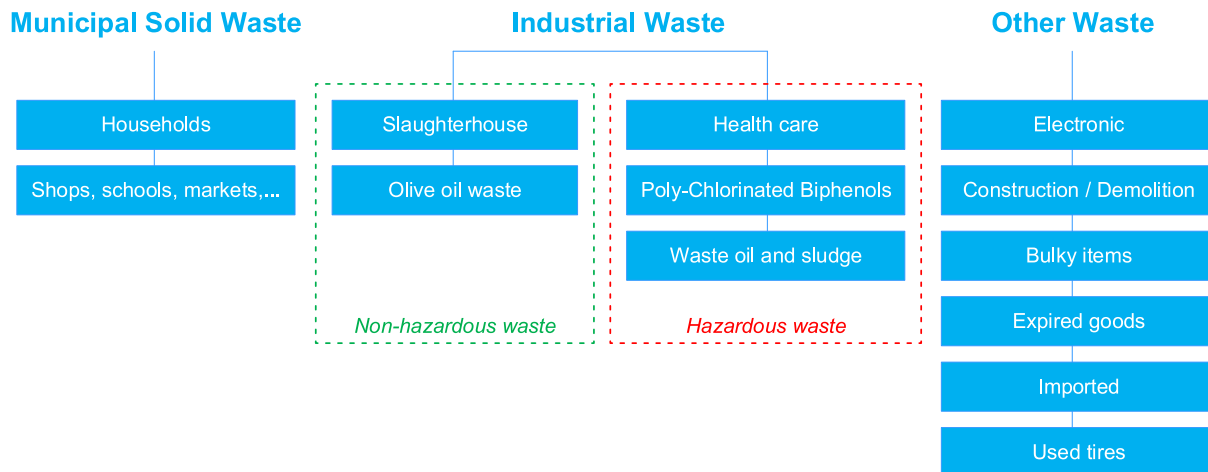 Municipal Solid Waste
Industrial Waste
Other Waste
Households
Shops, schools, markets,...
Slaughterhouse
Olive oil waste
Non-hazardous waste
Health care
Poly-Chlorinated Biphenols
Waste oil and sludge
Hazardous waste
Electronic
Construction / Demolition
Bulky items
Expired goods
Imported
Used tires